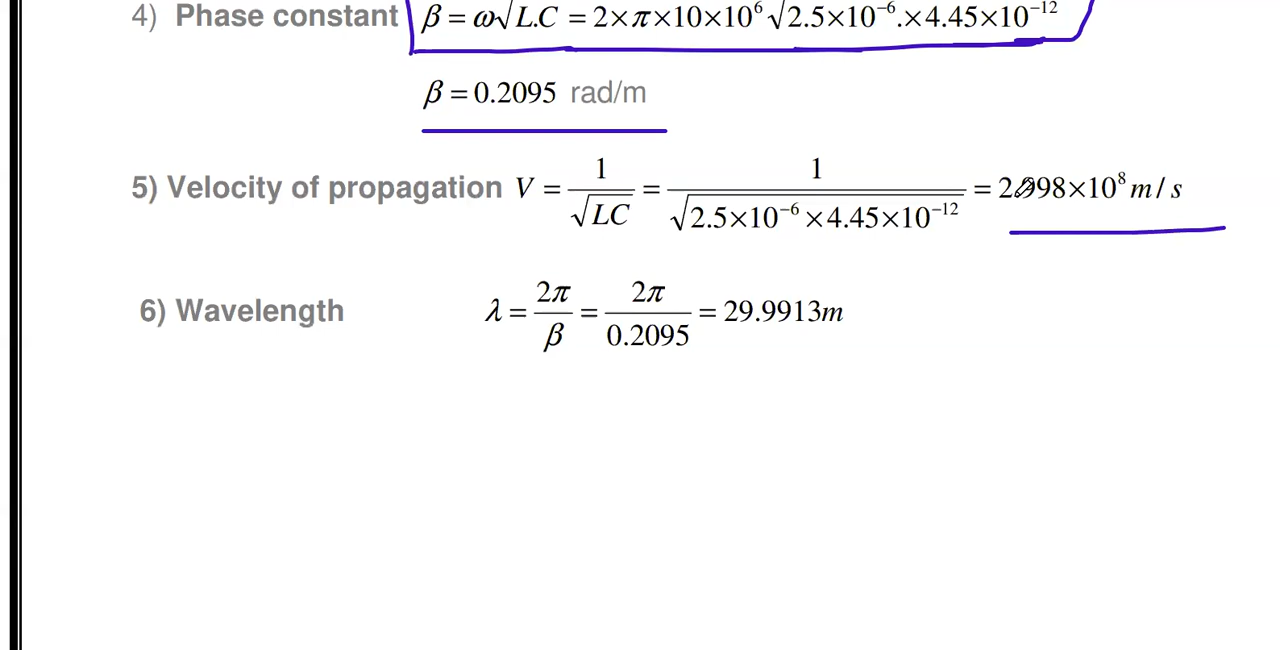 4) Phase constant β = ω√L.C = 2×π×10×10⁶ √2.5×10⁻⁶.×4.45×10⁻¹²
β = 0.2095 rad/m
5) Velocity of propagation V = 1/√LC = 1/√2.5×10⁻⁶ ×4.45×10⁻¹² = 2.998×10⁸ m/s
6) Wavelength λ = 2π/β = 2π/0.2095 = 29.9913m